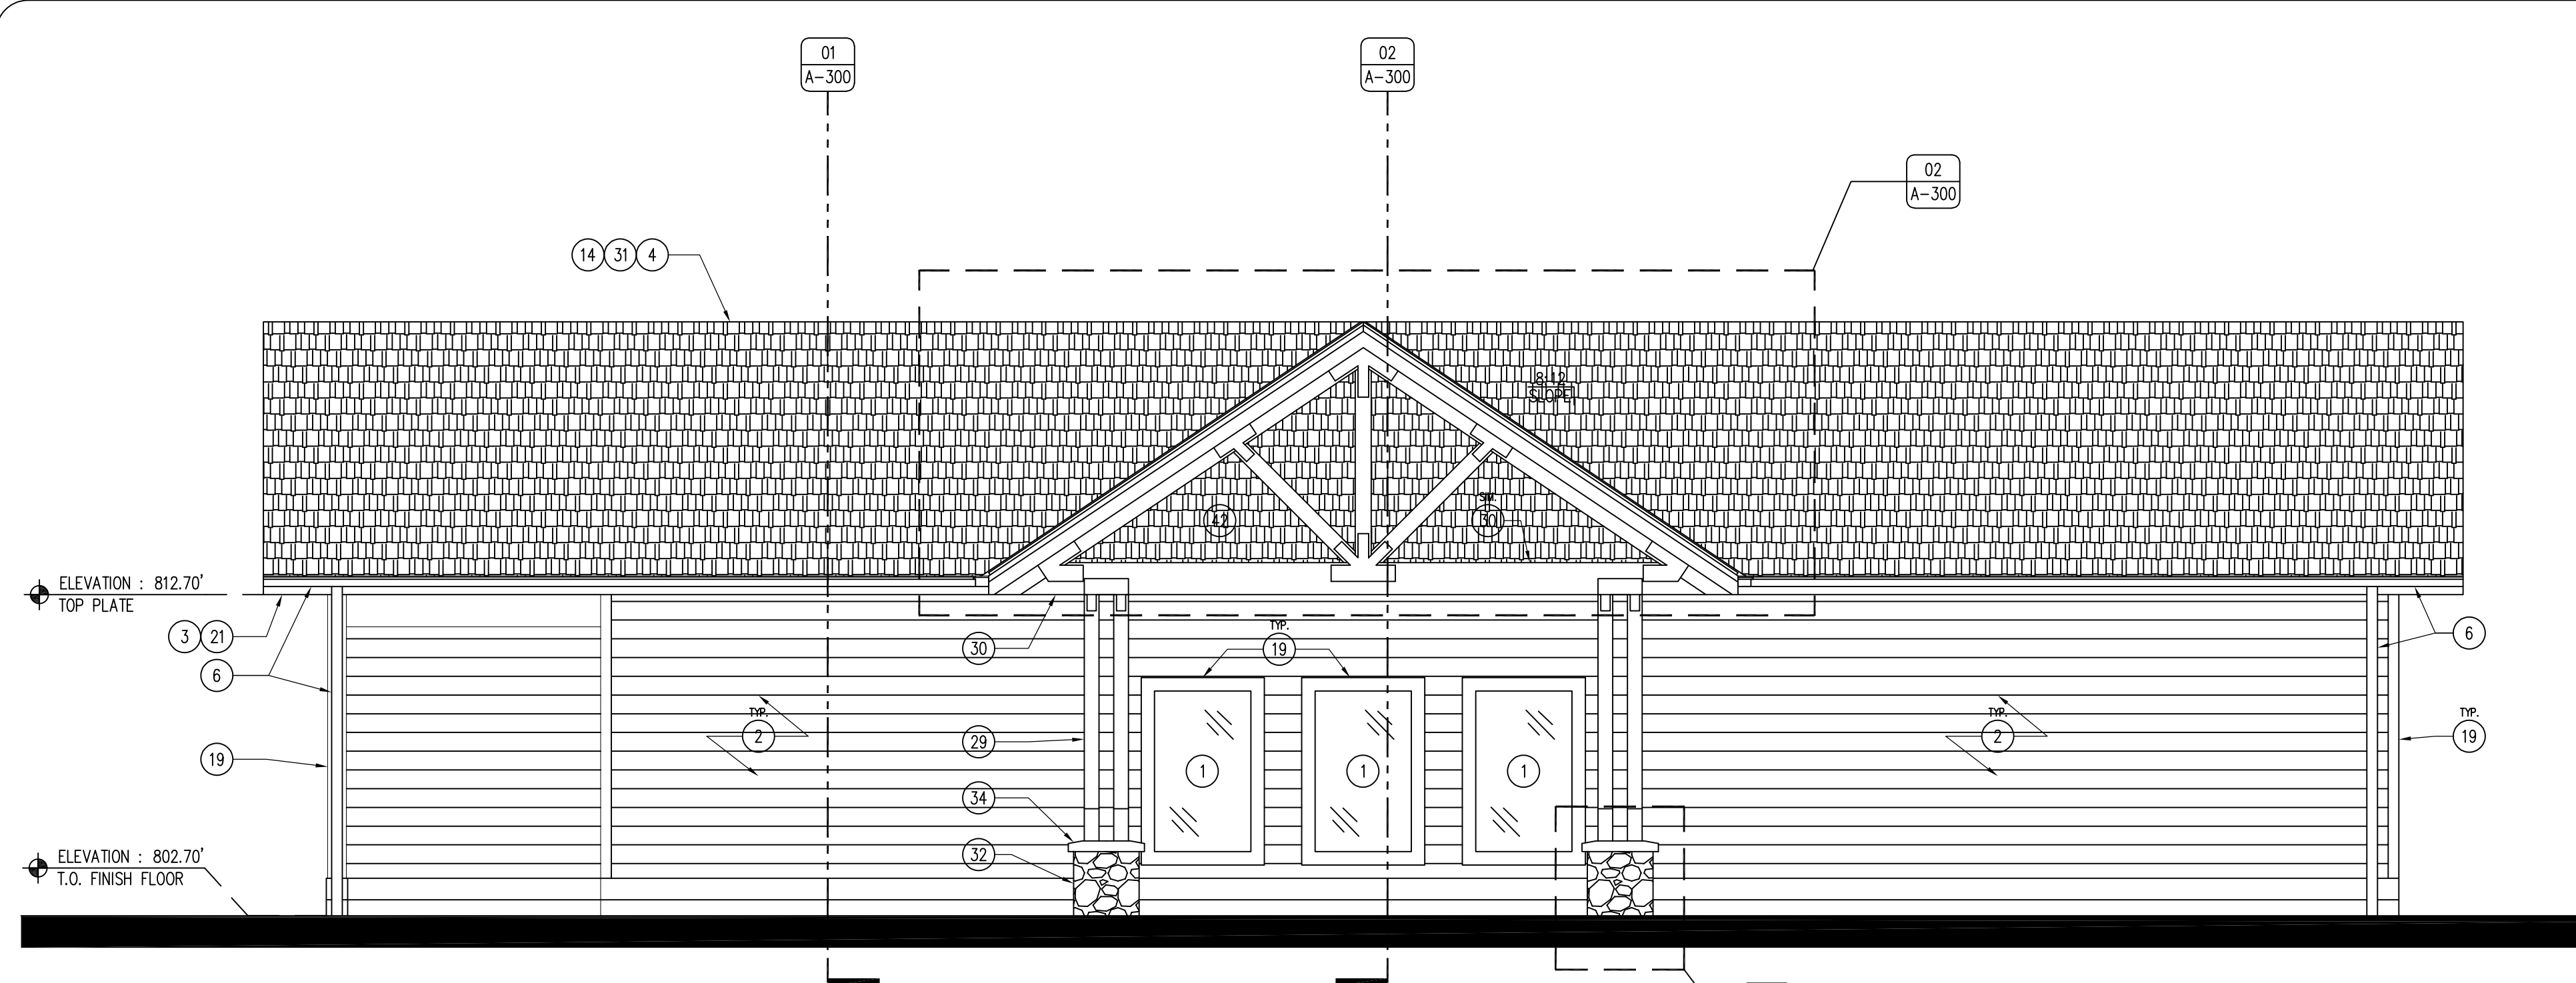 01
A-300
02
A-300
02
A-300
14 31 4
8:12
SLOPE
42
SIM.
30
ELEVATION : 812.70'
TOP PLATE
3 21
6
30
TYP.
19
6
TYP.
2
29
1
1
1
TYP.
2
TYP.
19
19
34
32
ELEVATION : 802.70'
T.O. FINISH FLOOR